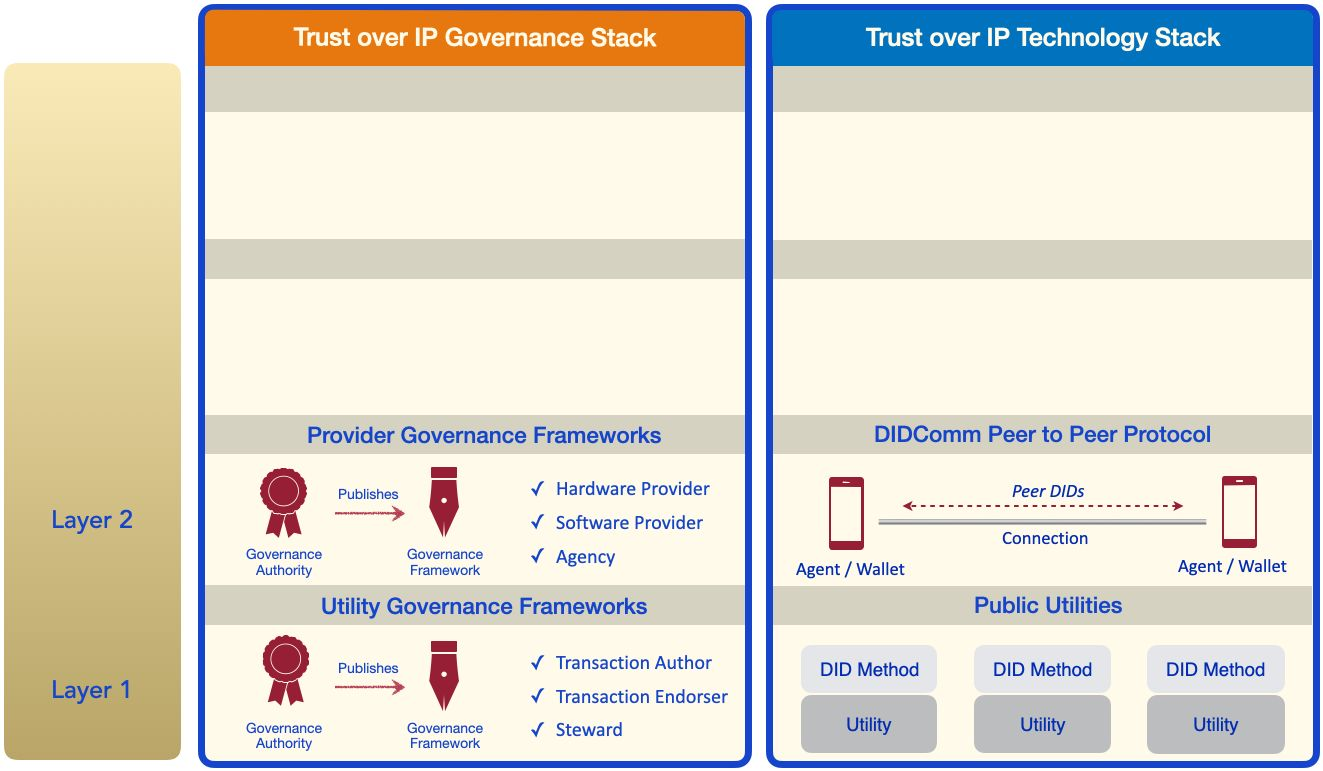 Trust over IP Governance Stack
Trust over IP Technology Stack
Provider Governance Frameworks
DIDComm Peer to Peer Protocol
Layer 2
Publishes
Governance
Authority
Governance
Framework
✓ Hardware Provider
✓ Software Provider
✓ Agency
Peer DIDs
Connection
Agent / Wallet
Agent / Wallet
Utility Governance Frameworks
Public Utilities
Layer 1
Publishes
Governance
Authority
Governance
Framework
✓ Transaction Author
✓ Transaction Endorser
✓ Steward
DID Method
DID Method
DID Method
Utility
Utility
Utility